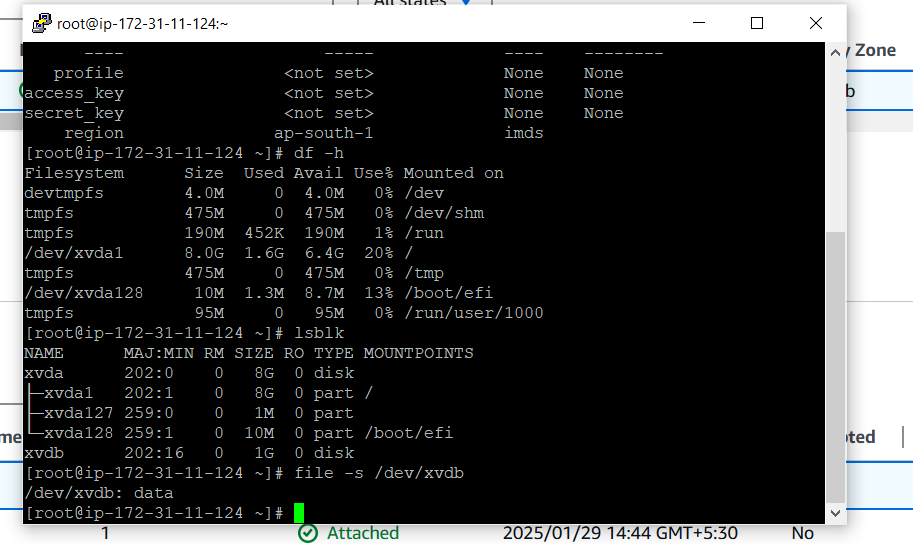 All states
root@ip-172-31-11-124:~
y Zone
---- ----- ---- --------
profile <not set> None None
access_key <not set> None None
b
secret_key <not set> None None
region ap-south-1 imds
[root@ip-172-31-11-124 ~]# df -h
Filesystem Size Used Avail Use% Mounted on
devtmpfs 4.0M 0 4.0M 0% /dev
tmpfs 475M 0 475M 0% /dev/shm
tmpfs 190M 452K 190M 1% /run
/dev/xvda1 8.0G 1.6G 6.4G 20% /
tmpfs 475M 0 475M 0% /tmp
/dev/xvda128 10M 1.3M 8.7M 13% /boot/efi
tmpfs 95M 0 95M 0% /run/user/1000
[root@ip-172-31-11-124 ~]# lsblk
NAME MAJ:MIN RM SIZE RO TYPE MOUNTPOINTS
xvda 202:0 0 8G 0 disk
├─xvda1 202:1 0 8G 0 part /
├─xvda127 259:0 0 1M 0 part
└─xvda128 259:1 0 10M 0 part /boot/efi
me
oted
xvdb 202:16 0 1G 0 disk
[root@ip-172-31-11-124 ~]# file -s /dev/xvdb
/dev/xvdb: data
[root@ip-172-31-11-124 ~]#
1 Attached 2025/01/29 14:44 GMT+5:30 No